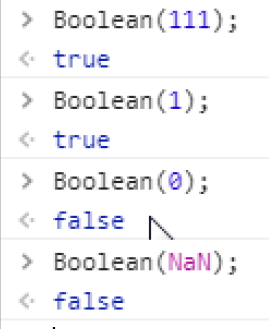 > Boolean(111);
< true
> Boolean(1);
< true
> Boolean(0);
< false
> Boolean(NaN);
< false